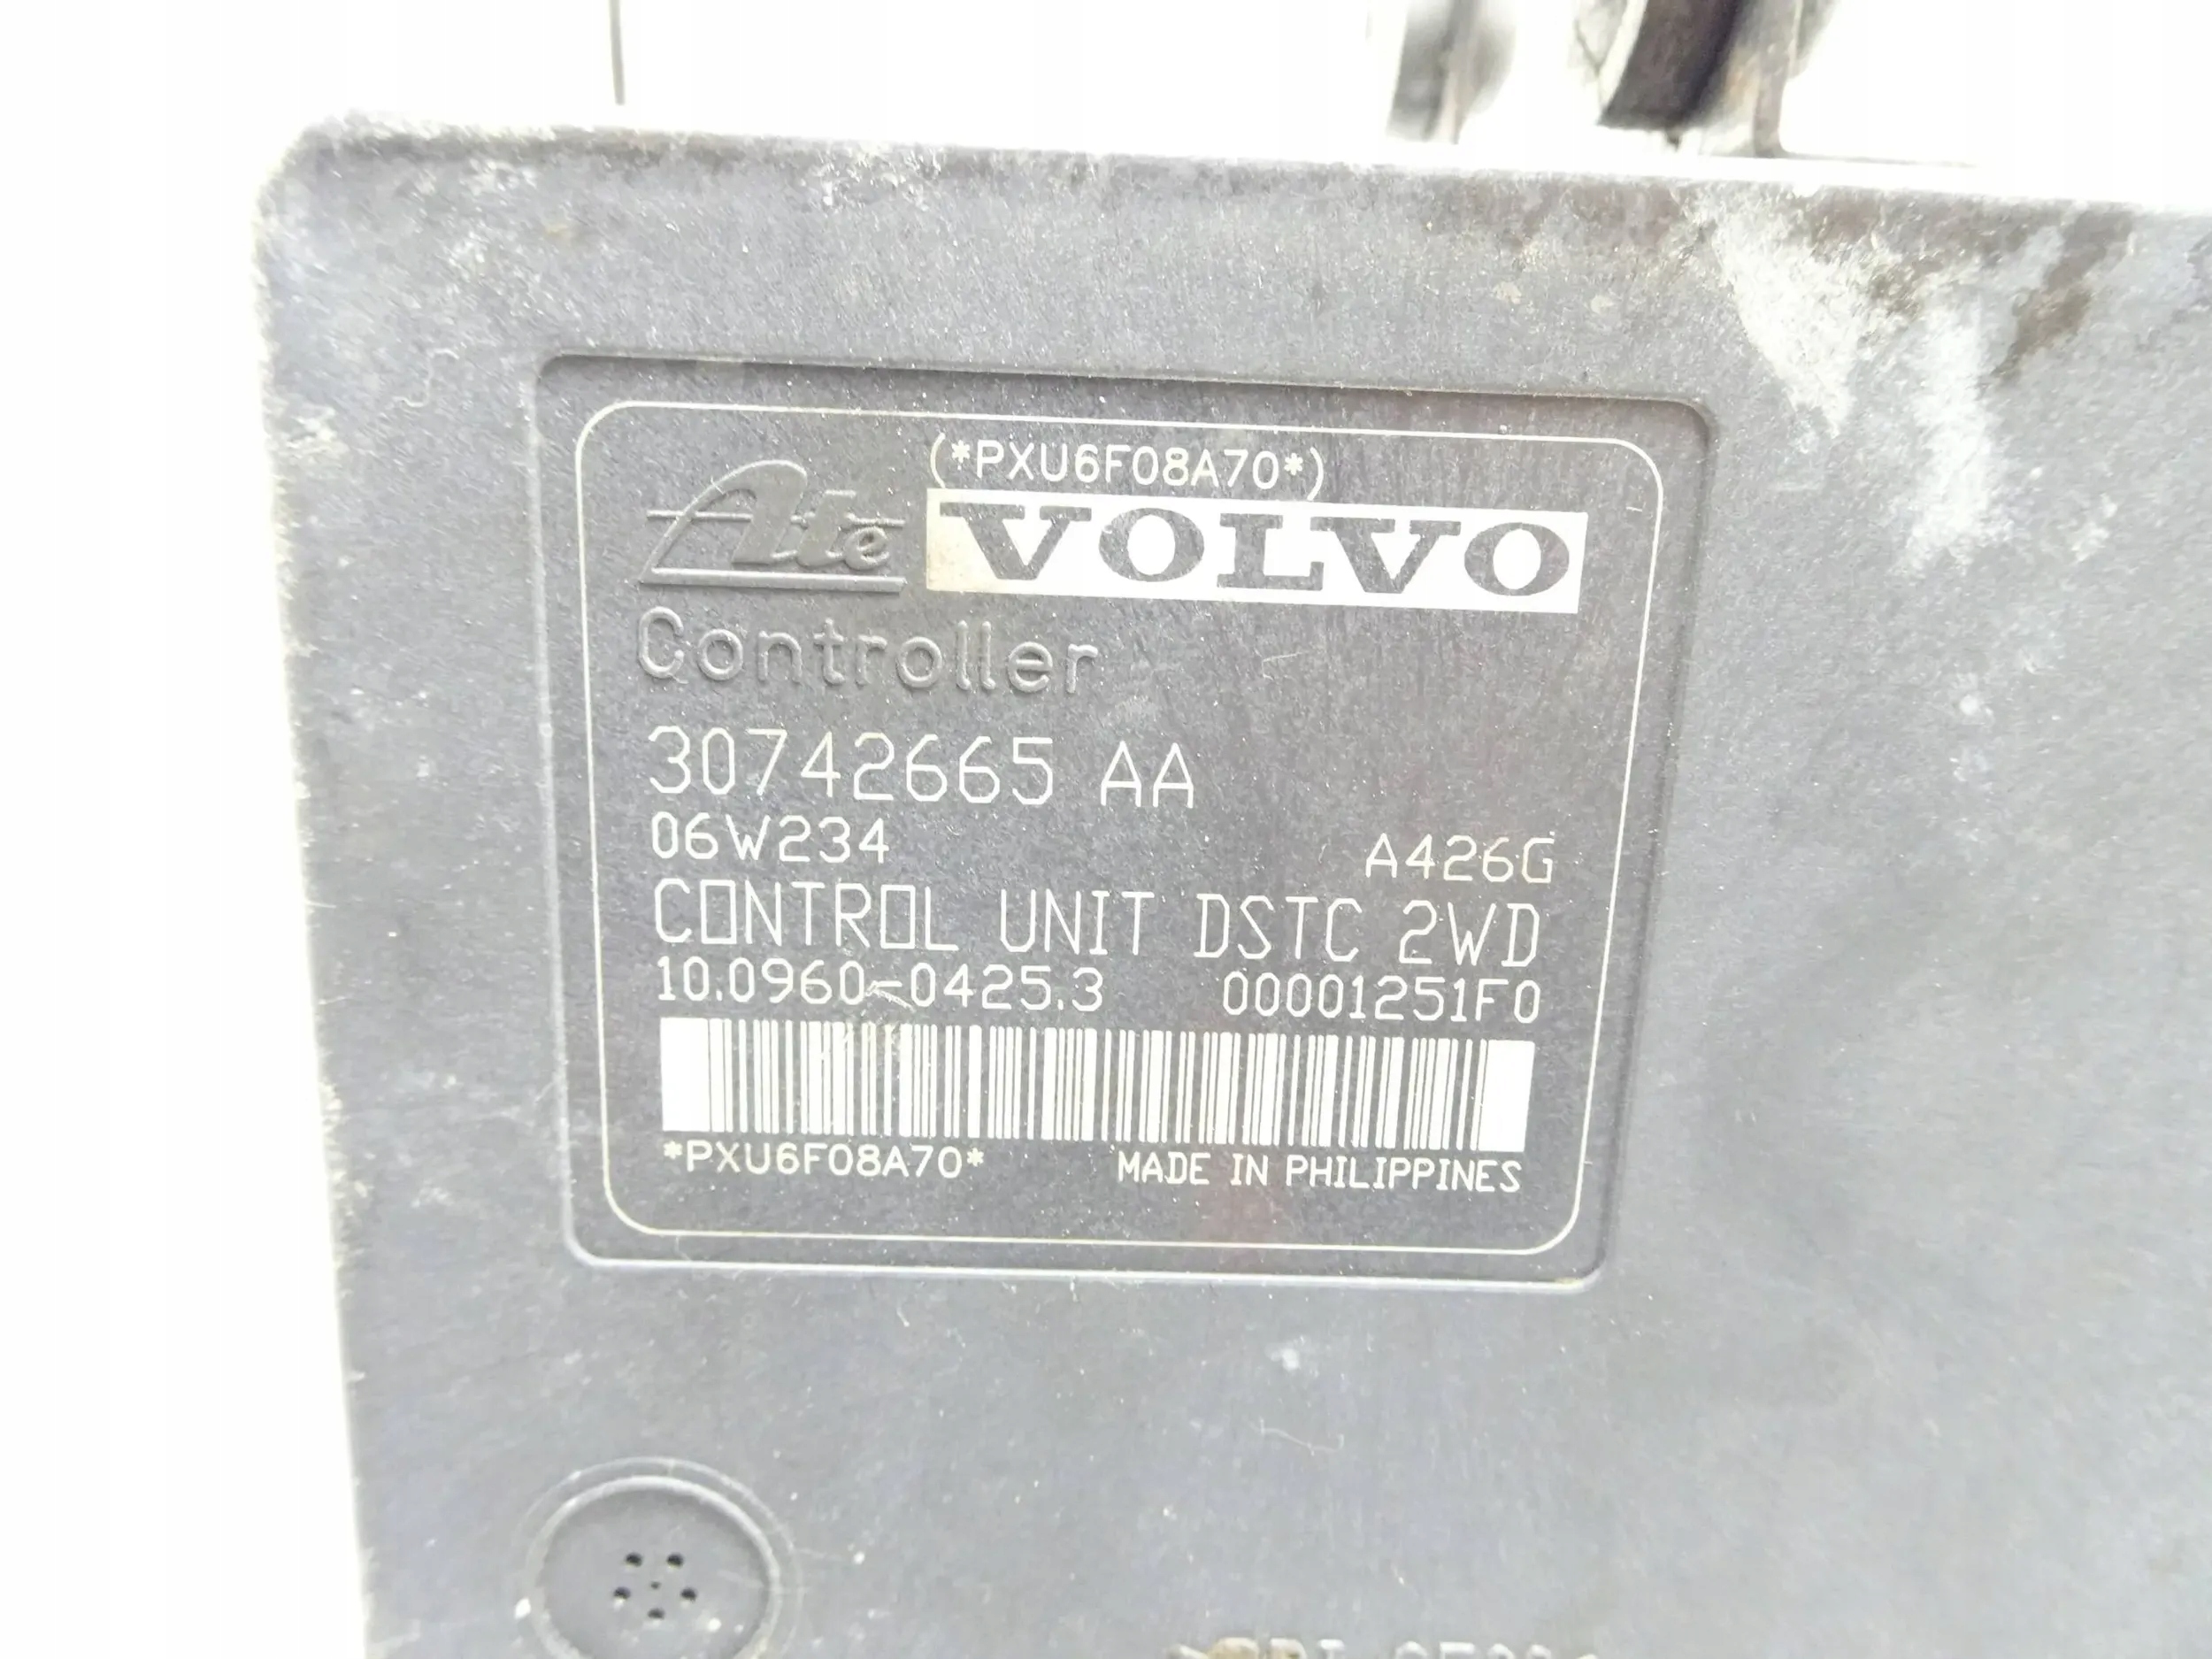 (*PXU6F08A70*)
Ate VOLVO
Controller
30742665 AA
06W234 A426G
CONTROL UNIT DSTC 2WD
10.0960-0425.3 00001251F0
*PXU6F08A70* MADE IN PHILIPPINES